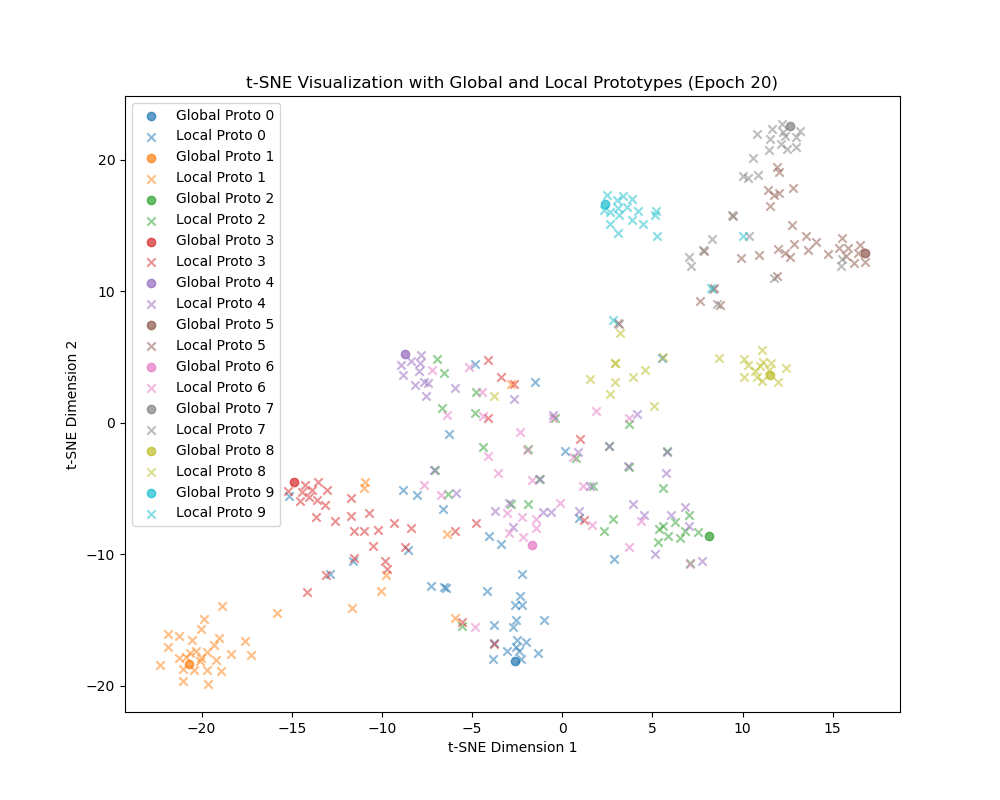 t-SNE Visualization with Global and Local Prototypes (Epoch 20)
Global Proto 0
Local Proto 0
Global Proto 1
Local Proto 1
Global Proto 2
Local Proto 2
Global Proto 3
Local Proto 3
Global Proto 4
Local Proto 4
Global Proto 5
Local Proto 5
Global Proto 6
Local Proto 6
Global Proto 7
Local Proto 7
Global Proto 8
Local Proto 8
Global Proto 9
Local Proto 9
t-SNE Dimension 2
20
10
0
−10
−20
−20 −15 −10 −5 0 5 10 15
t-SNE Dimension 1